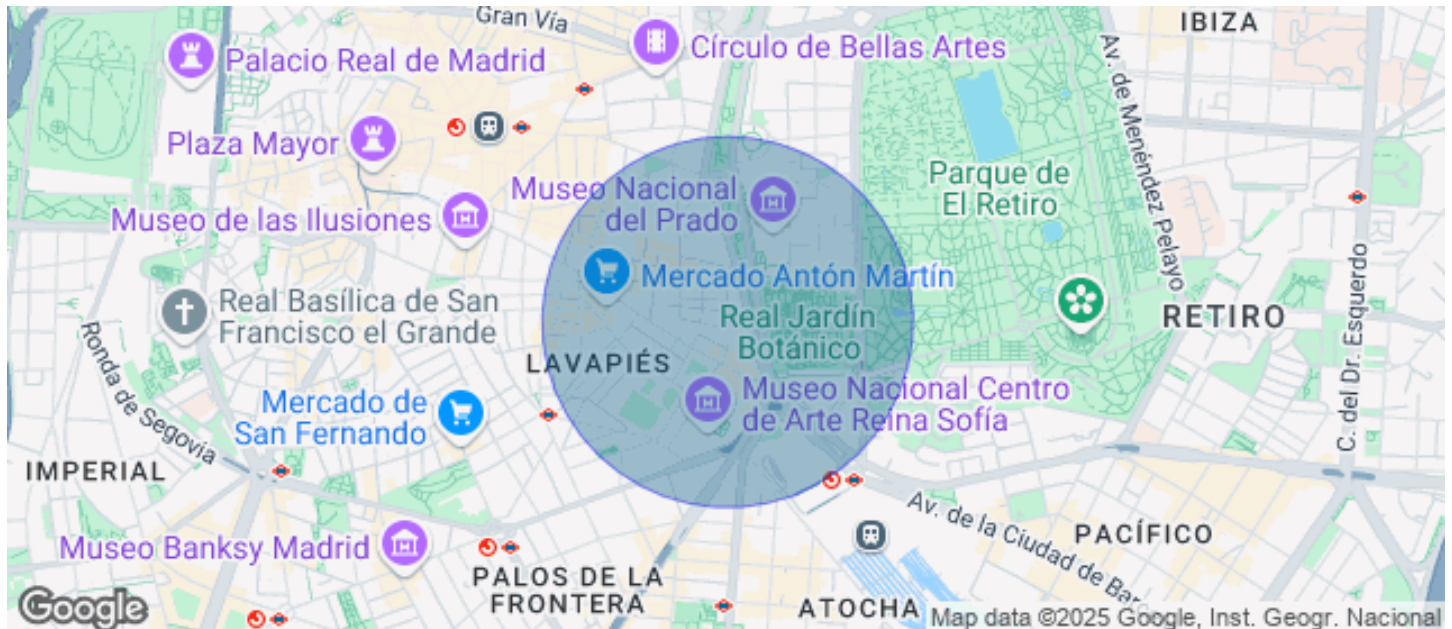 Gran Vía
IBIZA
Palacio Real de Madrid
Círculo de Bellas Artes
Av. de Menéndez Pelayo
Plaza Mayor
Museo Nacional
del Prado
Parque de
El Retiro
Museo de las Ilusiones
Mercado Antón Martín
Real Basílica de San
Francisco el Grande
Real Jardín
Botánico
RETIRO
C. del Dr. Esquerdo
Ronda de Segovia
LAVAPIÉS
Mercado de
San Fernando
Museo Nacional Centro
de Arte Reina Sofía
IMPERIAL
Av. de la Ciudad de Bar
PACÍFICO
Museo Banksy Madrid
PALOS DE LA
FRONTERA
ATOCHA
Google
Map data ©2025 Google, Inst. Geogr. Nacional